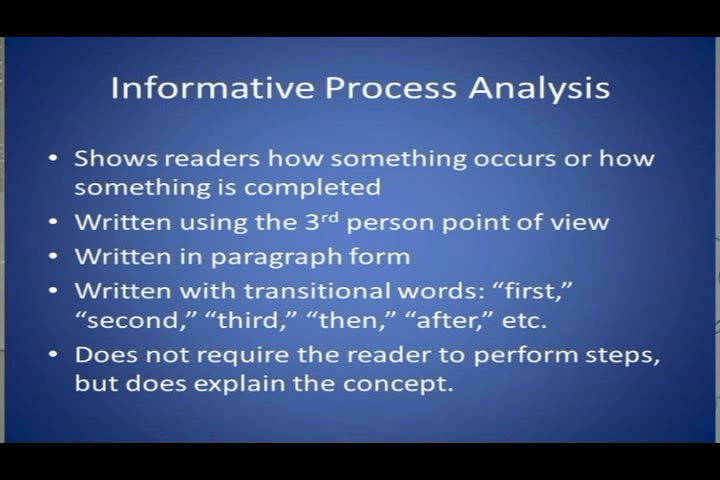 Informative Process Analysis
• Shows readers how something occurs or how
something is completed
• Written using the 3rd person point of view
• Written in paragraph form
• Written with transitional words: “first,”
“second,” “third,” “then,” “after,” etc.
• Does not require the reader to perform steps,
but does explain the concept.